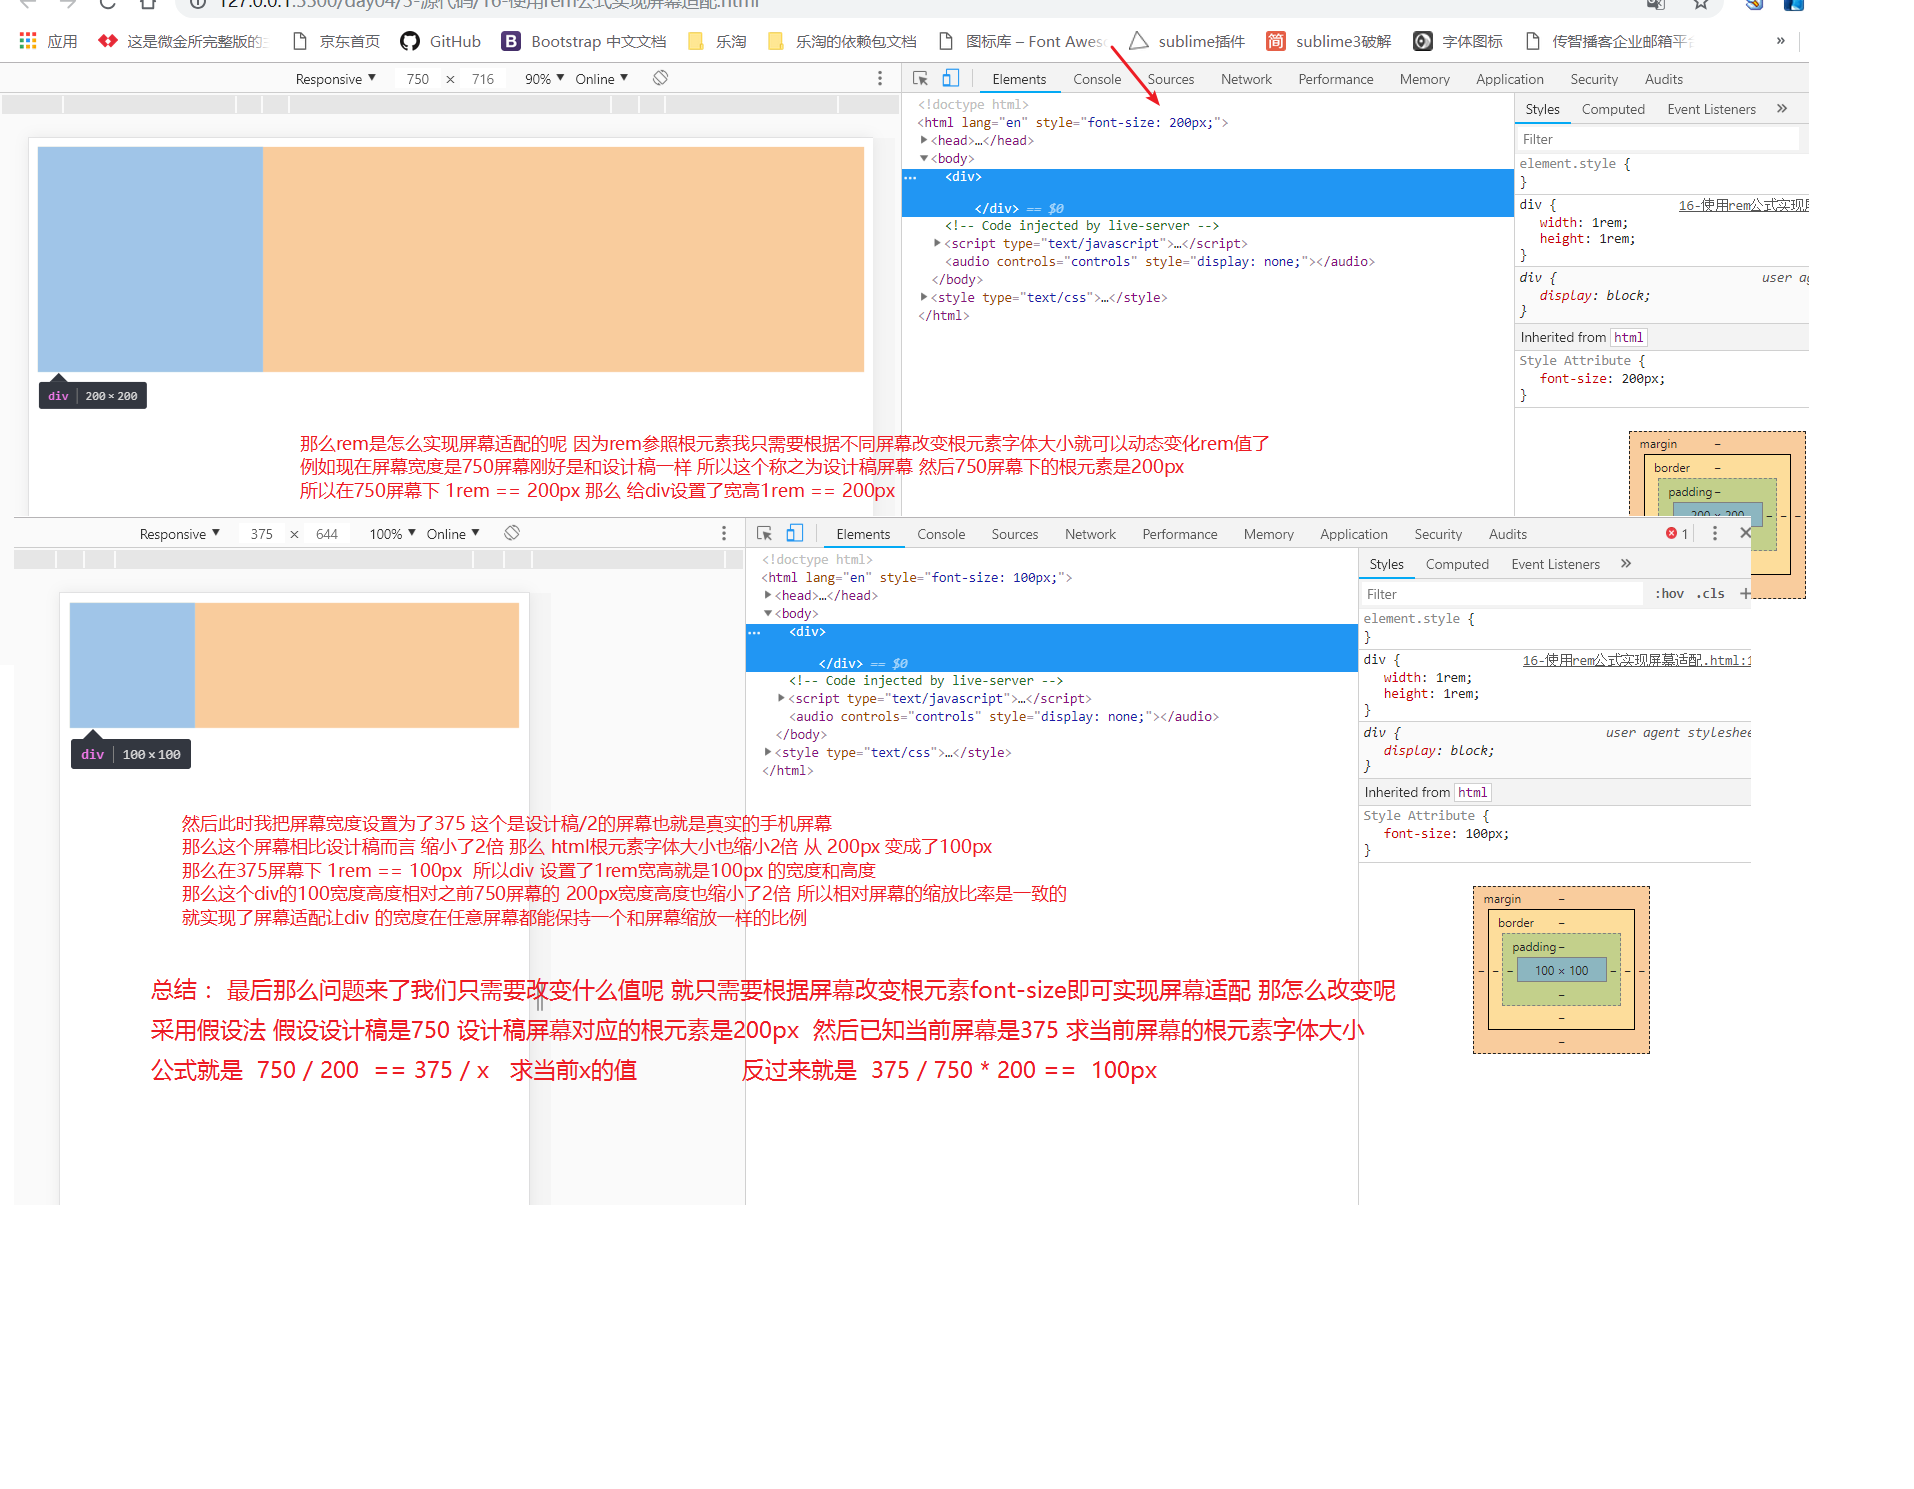 127.0.0.1:5500/day04/3-源代码/16-使用rem公式实现屏幕适配.html
应用 这是微金所完整版的 京东首页 GitHub Bootstrap 中文文档 乐淘 乐淘的依赖包文档 图标库 – Font Awes sublime插件 sublime3破解 字体图标 传智播客企业邮箱平 »
Responsive ▼ 750 × 716 90% ▼ Online ▼
Elements Console Sources Network Performance Memory Application Security Audits
<!doctype html>
<html lang="en" style="font-size: 200px;">
<head>…</head>
<body>
<div>
</div> == $0
<!-- Code injected by live-server -->
<script type="text/javascript">…</script>
<audio controls="controls" style="display: none;"></audio>
</body>
<style type="text/css">…</style>
</html>
Styles Computed Event Listeners »
Filter
element.style {
}
div { 16-使用rem公式实现
width: 1rem;
height: 1rem;
}
div { user ag
display: block;
}
Inherited from html
Style Attribute {
font-size: 200px;
}
margin –
border –
padding –
200 × 200
div 200 × 200
那么rem是怎么实现屏幕适配的呢 因为rem参照根元素我只需要根据不同屏幕改变根元素字体大小就可以动态变化rem值了
例如现在屏幕宽度是750屏幕刚好是和设计稿一样 所以这个称之为设计稿屏幕 然后750屏幕下的根元素是200px
所以在750屏幕下 1rem == 200px 那么 给div设置了宽高1rem == 200px
Responsive ▼ 375 × 644 100% ▼ Online ▼
Elements Console Sources Network Performance Memory Application Security Audits 1
<!doctype html>
<html lang="en" style="font-size: 100px;">
<head>…</head>
<body>
<div>
</div> == $0
<!-- Code injected by live-server -->
<script type="text/javascript">…</script>
<audio controls="controls" style="display: none;"></audio>
</body>
<style type="text/css">…</style>
</html>
Styles Computed Event Listeners »
Filter :hov .cls +
element.style {
}
div { 16-使用rem公式实现屏幕适配.html:1
width: 1rem;
height: 1rem;
}
div { user agent styleshee
display: block;
}
Inherited from html
Style Attribute {
font-size: 100px;
}
margin –
border –
padding –
100 × 100
div 100 × 100
然后此时我把屏幕宽度设置为了375 这个是设计稿/2的屏幕也就是真实的手机屏幕
那么这个屏幕相比设计稿而言 缩小了2倍 那么 html根元素字体大小也缩小2倍 从 200px 变成了100px
那么在375屏幕下 1rem == 100px 所以div 设置了1rem宽高就是100px 的宽度和高度
那么这个div的100宽度高度相对之前750屏幕的 200px宽度高度也缩小了2倍 所以相对屏幕的缩放比率是一致的
就实现了屏幕适配让div 的宽度在任意屏幕都能保持一个和屏幕缩放一样的比例
总结： 最后那么问题来了我们只需要改变什么值呢 就只需要根据屏幕改变根元素font-size即可实现屏幕适配 那怎么改变呢
采用假设法 假设设计稿是750 设计稿屏幕对应的根元素是200px 然后已知当前屏幕是375 求当前屏幕的根元素字体大小
公式就是 750 / 200 == 375 / x 求当前x的值 反过来就是 375 / 750 * 200 == 100px